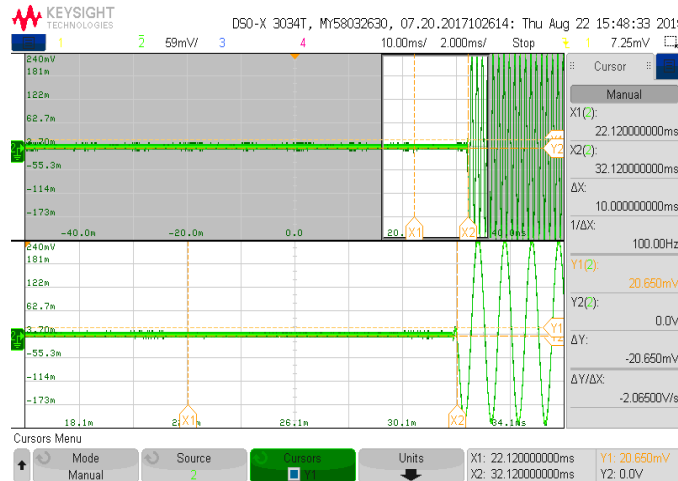 KEYSIGHT
TECHNOLOGIES
DSO-X 3034T, MY58032630, 07.20.2017102614: Thu Aug 22 15:48:33 201
1 2 59mV/ 3 4 10.00ms/ 2.000ms/ Stop 1 7.25mV
240mV
181m
122m
62.7m
3.70m
-55.3m
-114m
-173m
-40.0m -20.0m 0.0 20. 40.0ms
X1 X2
Y2
240mV
181m
122m
62.7m
3.70m
-55.3m
-114m
-173m
18.1m 26.1m 30.1m 34.1m
X1 X2
Y1
Cursor
Manual
X1(2):
22.120000000ms
X2(2):
32.120000000ms
ΔX:
10.000000000ms
1/ΔX:
100.00Hz
Y1(2):
20.650mV
Y2(2):
0.0V
ΔY:
-20.650mV
ΔY/ΔX:
-2.06500V/s
Cursors Menu
Mode
Manual
Source
2
Cursors
Y1
Units
X1: 22.120000000ms
X2: 32.120000000ms
Y1: 20.650mV
Y2: 0.0V